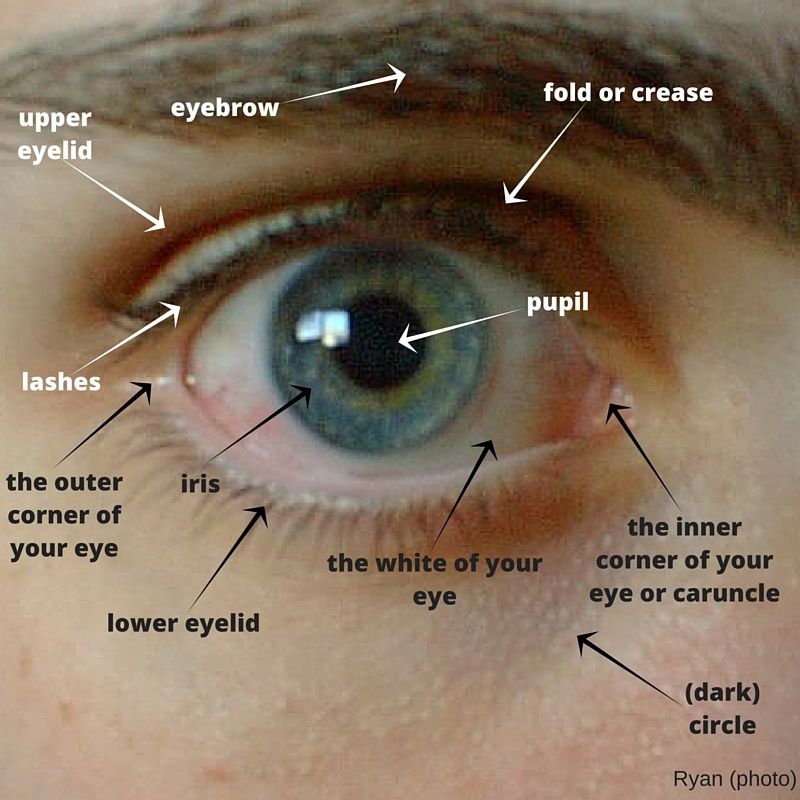 eyebrow
fold or crease
upper
eyelid
pupil
lashes
the outer
corner of
your eye
iris
the white of your
eye
the inner
corner of your
eye or caruncle
lower eyelid
(dark)
circle
Ryan (photo)